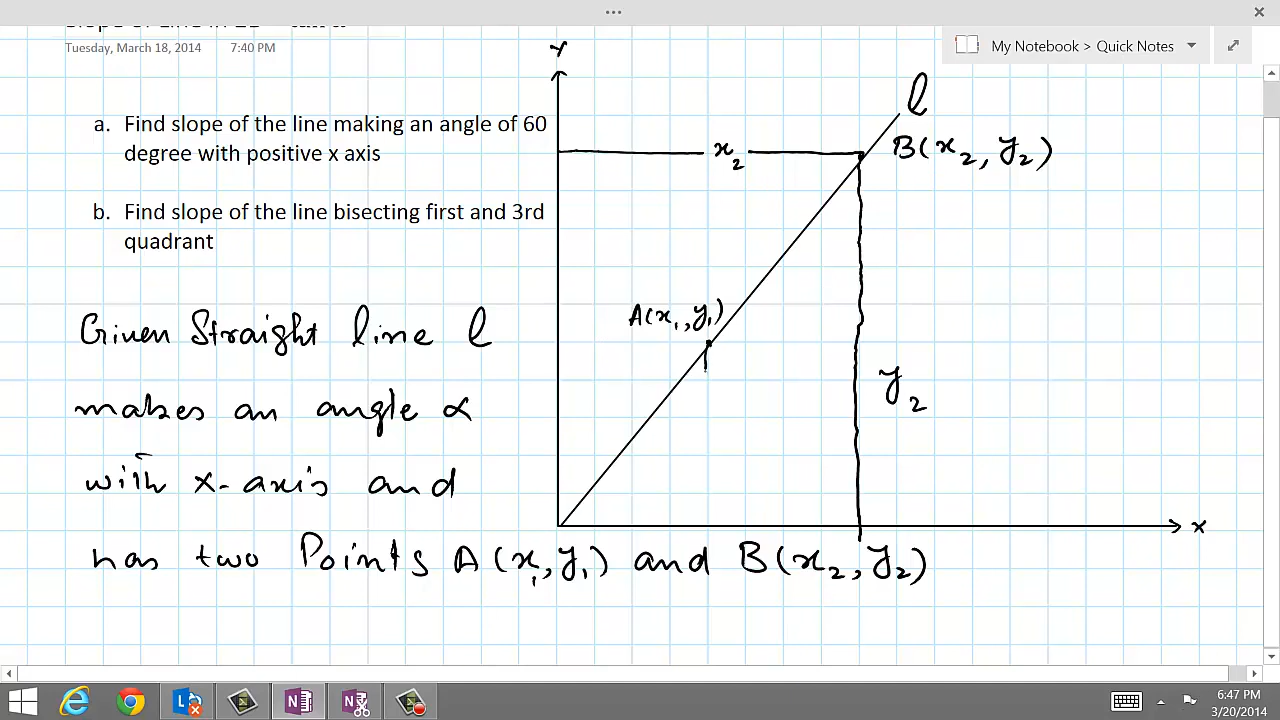 Tuesday, March 18, 2014 7:40 PM
My Notebook > Quick Notes
a. Find slope of the line making an angle of 60
degree with positive x axis
b. Find slope of the line bisecting first and 3rd
quadrant
Given Straight line l
makes an angle α
with x-axis and
has two Points A(x₁,y₁) and B(x₂,y₂)
Y
l
x₂
B(x₂, y₂)
A(x₁,y₁)
y₂
x
6:47 PM
3/20/2014